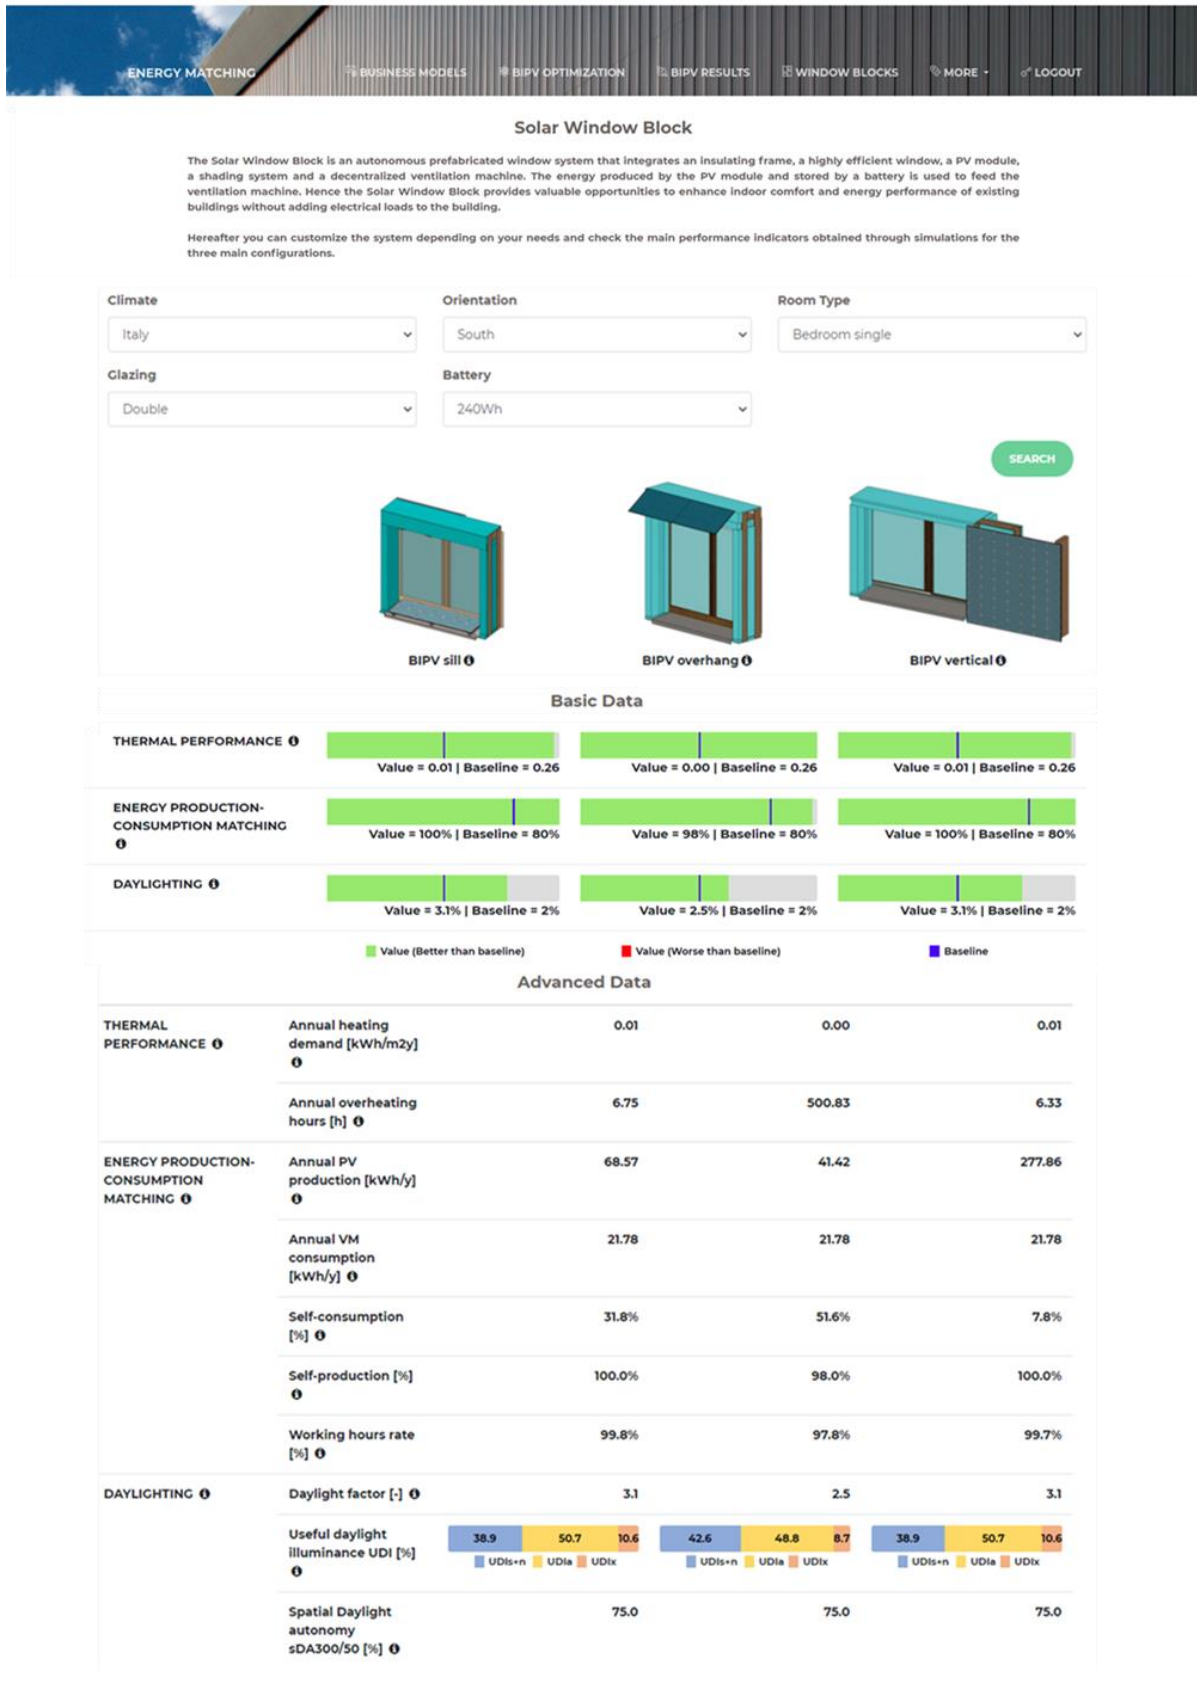 ENERGY MATCHING BUSINESS MODELS BIPV OPTIMIZATION BIPV RESULTS WINDOW BLOCKS MORE LOGOUT
Solar Window Block
The Solar Window Block is an autonomous prefabricated window system that integrates an insulating frame, a highly efficient window, a PV module,
a shading system and a decentralized ventilation machine. The energy produced by the PV module and stored by a battery is used to feed the
ventilation machine. Hence the Solar Window Block provides valuable opportunities to enhance indoor comfort and energy performance of existing
buildings without adding electrical loads to the building.
Hereafter you can customize the system depending on your needs and check the main performance indicators obtained through simulations for the
three main configurations.
Climate Orientation Room Type
Italy South Bedroom single
Glazing Battery
Double 240Wh
SEARCH
BIPV sill BIPV overhang BIPV vertical
Basic Data
THERMAL PERFORMANCE
Value = 0.01 | Baseline = 0.26 Value = 0.00 | Baseline = 0.26 Value = 0.01 | Baseline = 0.26
ENERGY PRODUCTION-
CONSUMPTION MATCHING
Value = 100% | Baseline = 80% Value = 98% | Baseline = 80% Value = 100% | Baseline = 80%
DAYLIGHTING
Value = 3.1% | Baseline = 2% Value = 2.5% | Baseline = 2% Value = 3.1% | Baseline = 2%
Value (Better than baseline) Value (Worse than baseline) Baseline
Advanced Data
THERMAL
PERFORMANCE
Annual heating
demand [kWh/m2y]
0.01 0.00 0.01
Annual overheating
hours [h]
6.75 500.83 6.33
ENERGY PRODUCTION-
CONSUMPTION
MATCHING
Annual PV
production [kWh/y]
68.57 41.42 277.86
Annual VM
consumption
[kWh/y]
21.78 21.78 21.78
Self-consumption
[%]
31.8% 51.6% 7.8%
Self-production [%]
100.0% 98.0% 100.0%
Working hours rate
[%]
99.8% 97.8% 99.7%
DAYLIGHTING
Daylight factor [-]
3.1 2.5 3.1
Useful daylight
illuminance UDI [%]
38.9 50.7 10.6 42.6 48.8 8.7 38.9 50.7 10.6
UDIs+n UDIa UDIx UDIs+n UDIa UDIx UDIs+n UDIa UDIx
Spatial Daylight
autonomy
sDA300/50 [%]
75.0 75.0 75.0